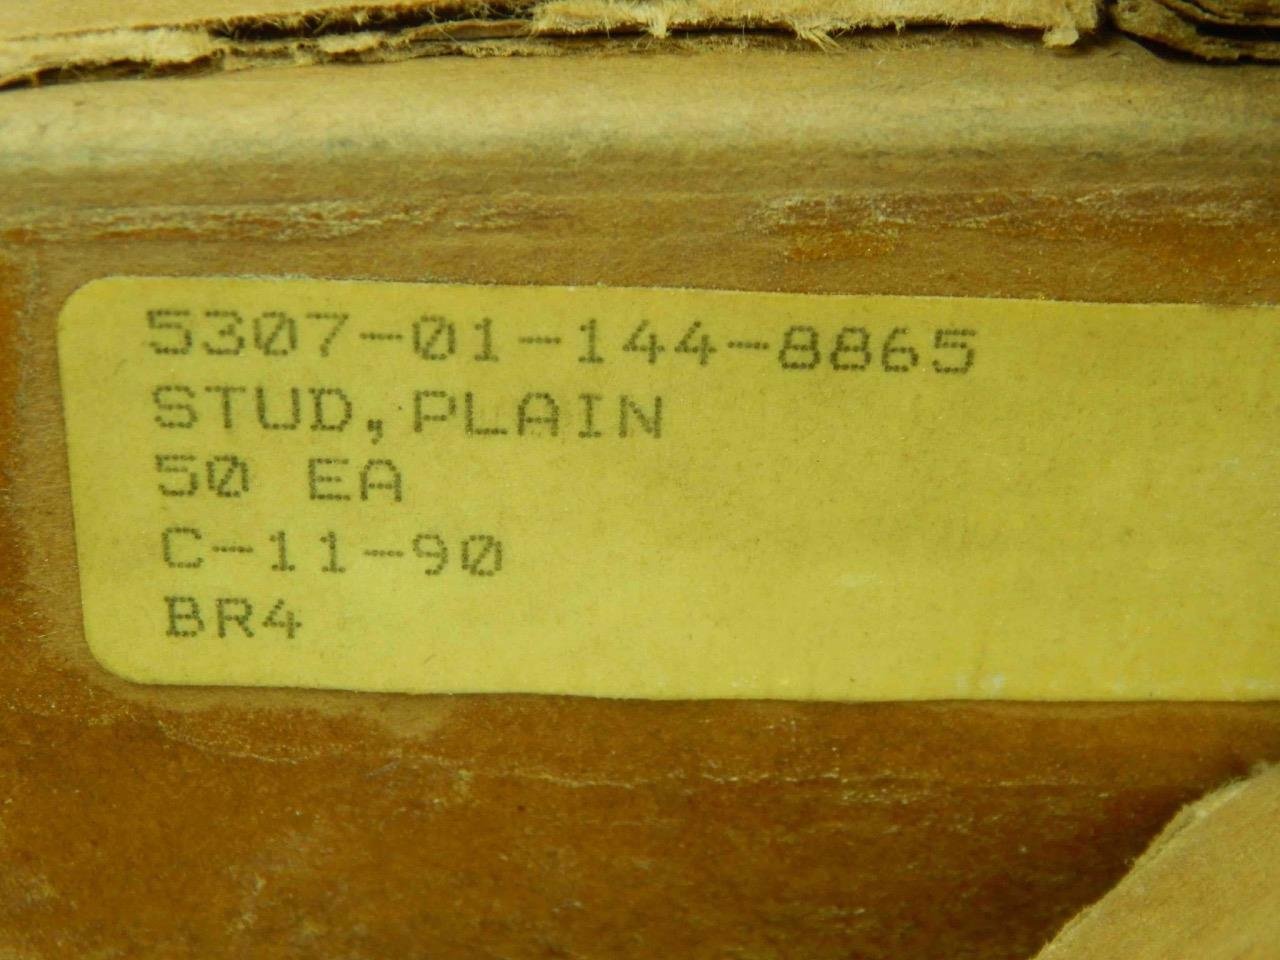 5307-01-144-8865
STUD, PLAIN
50 EA
C-11-90
BR4